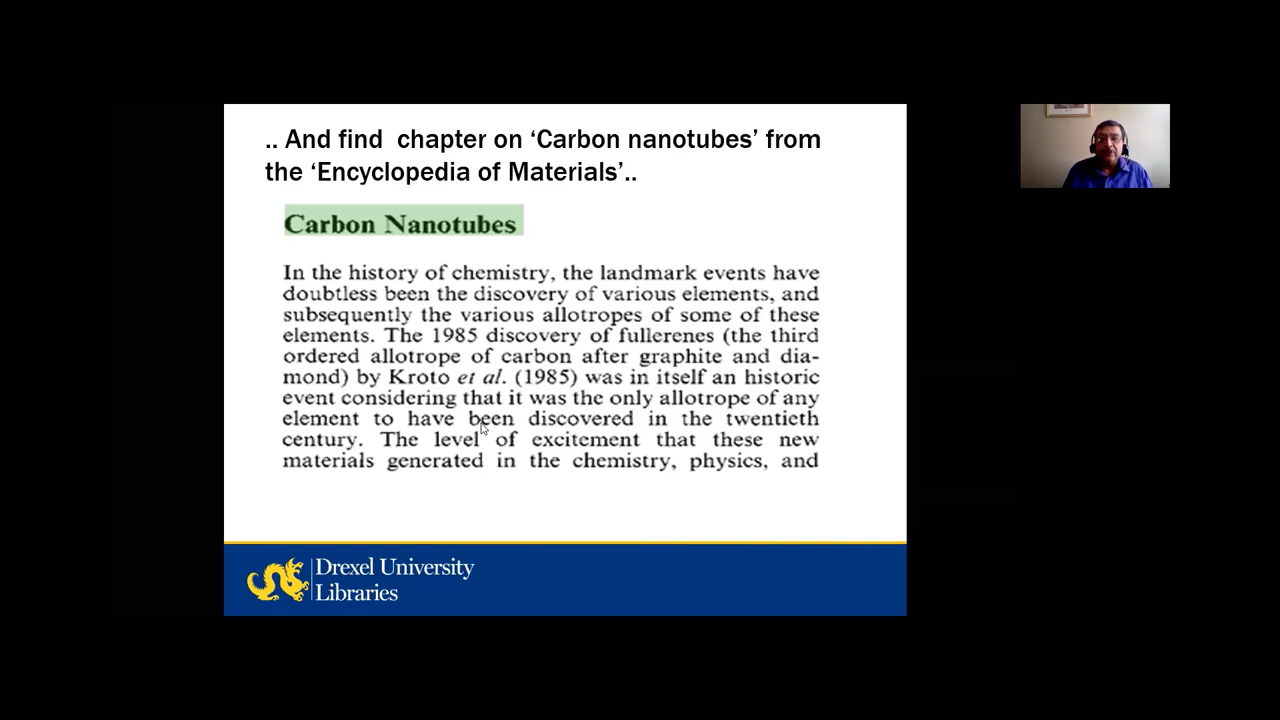 .. And find chapter on ‘Carbon nanotubes’ from
the ‘Encyclopedia of Materials’..
Carbon Nanotubes
In the history of chemistry, the landmark events have
doubtless been the discovery of various elements, and
subsequently the various allotropes of some of these
elements. The 1985 discovery of fullerenes (the third
ordered allotrope of carbon after graphite and dia-
mond) by Kroto et al. (1985) was in itself an historic
event considering that it was the only allotrope of any
element to have been discovered in the twentieth
century. The level of excitement that these new
materials generated in the chemistry, physics, and
Drexel University
Libraries